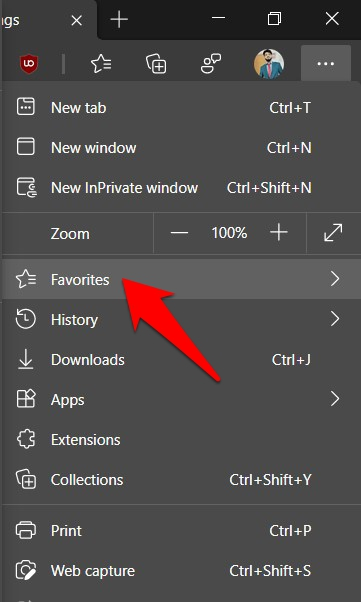 ngs
UO
New tab Ctrl+T
New window Ctrl+N
New InPrivate window Ctrl+Shift+N
Zoom — 100% +
Favorites
History
Downloads Ctrl+J
Apps
Extensions
Collections Ctrl+Shift+Y
Print Ctrl+P
Web capture Ctrl+Shift+S